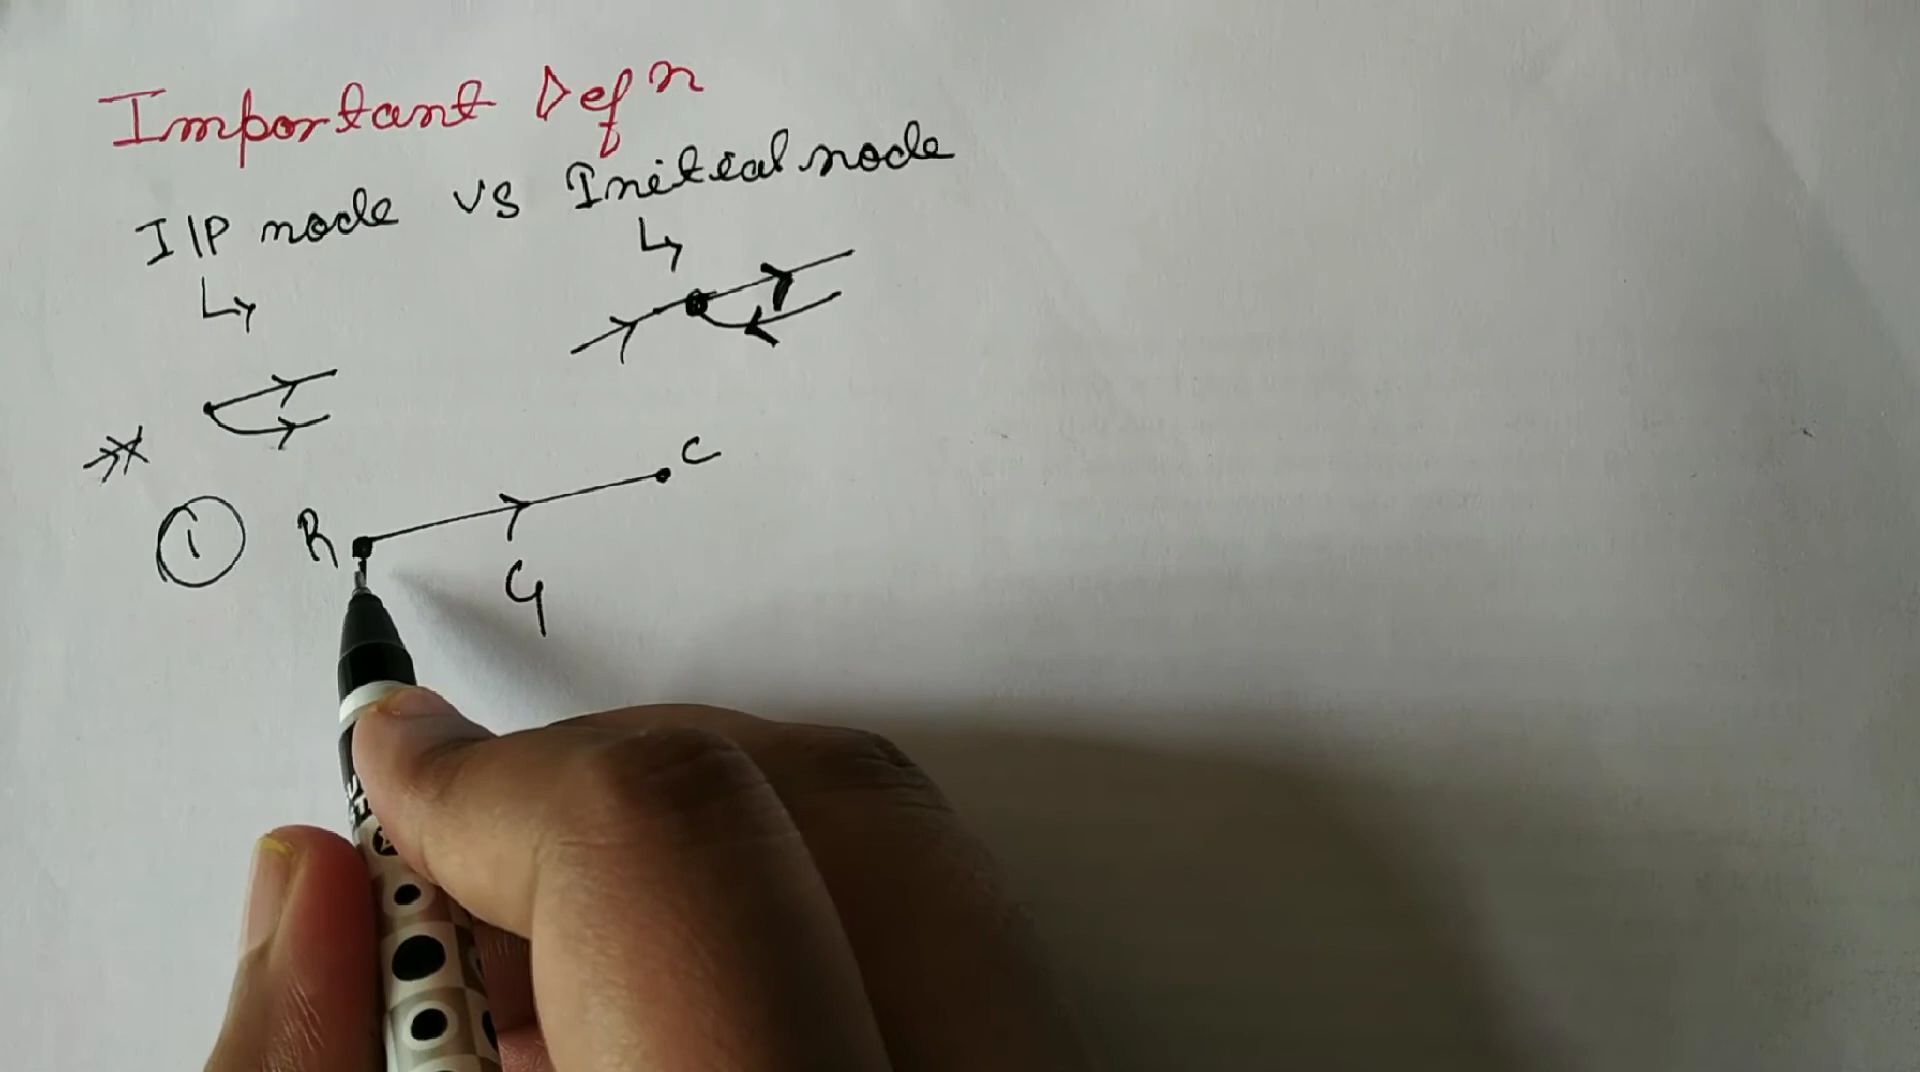 Important Defn
I/P node vs Initial node
C
1 R
G